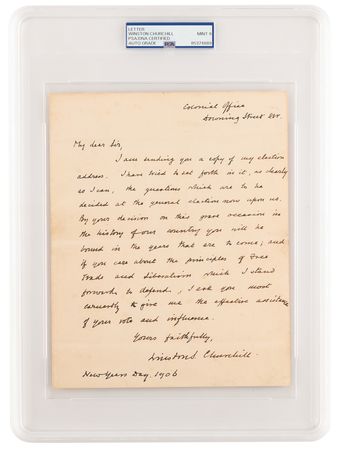 LETTER
WINSTON CHURCHILL
PSA/DNA CERTIFIED
AUTO GRADE
MINT 9
PSA
Colonial Office
Downing Street SW.
My dear Sir,
I am sending you a copy of my election
address. I have tried to set forth in it, as clearly
as I can, the questions which are to be
decided at the general election now upon us.
By your decision on this grave occasion in
the history of our country you will be
bound in the years that are to come; and
if you care about the principles of Free
Trade and Liberalism which I stand
forward to defend, I ask you most
earnestly to give me the effective assistance
of your vote and influence.
Yours faithfully,
Winston S Churchill.
New Years Day. 1906